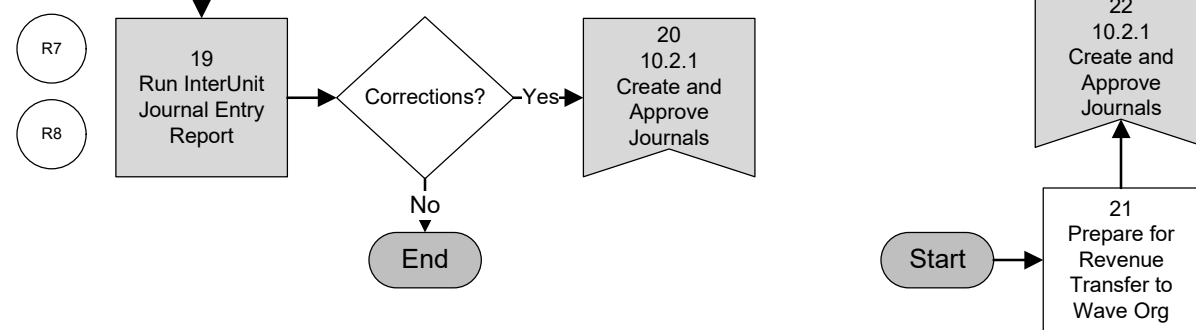 R7
R8
19
Run InterUnit
Journal Entry
Report
Corrections?
Yes
No
End
20
10.2.1
Create and
Approve
Journals
22
10.2.1
Create and
Approve
Journals
Start
21
Prepare for
Revenue
Transfer to
Wave Org